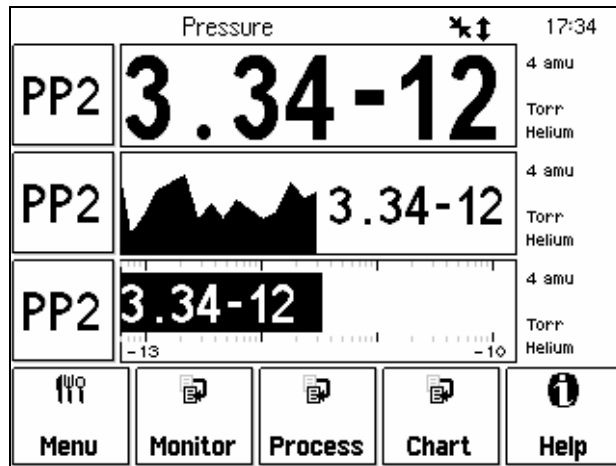 Pressure 17:34
PP2 3.34-12 4 amu
Torr
Helium
PP2 3.34-12 4 amu
Torr
Helium
PP2 3.34-12 4 amu
Torr
-13 -10 Helium
Menu Monitor Process Chart Help